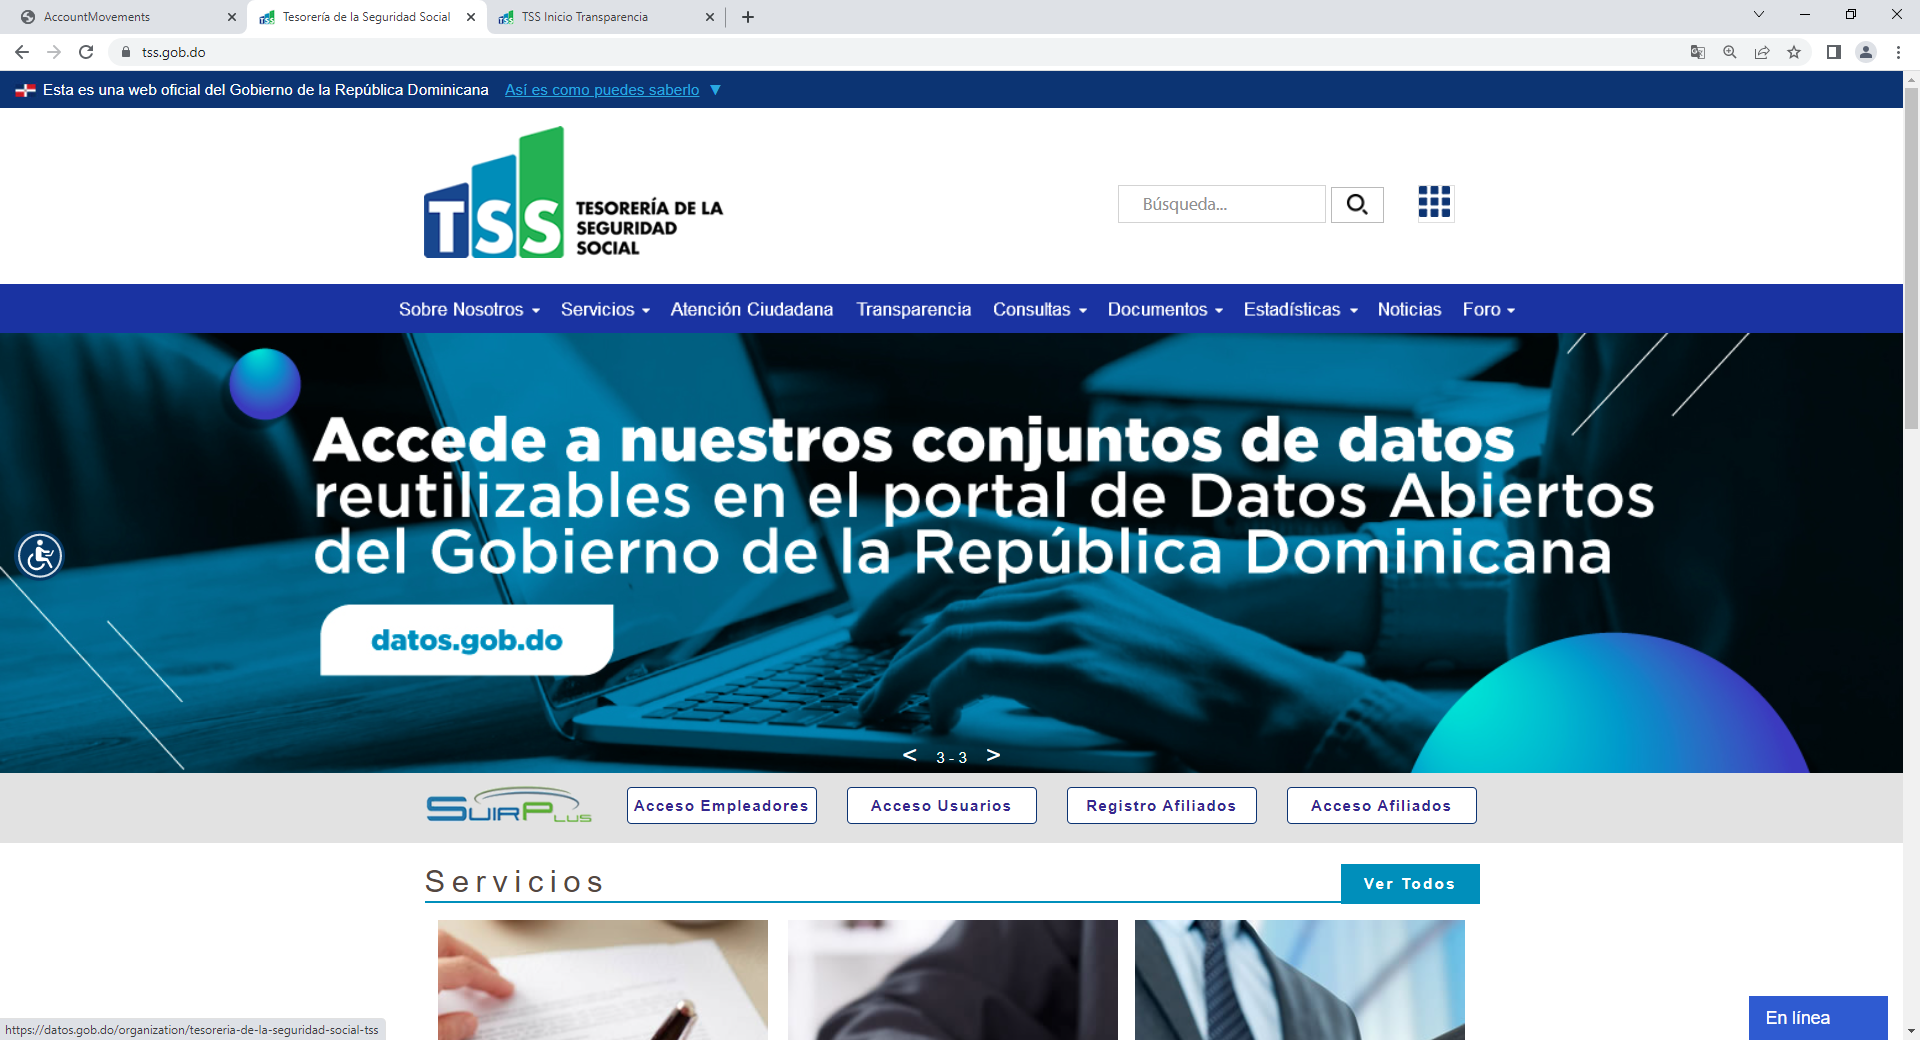 AccountMovements
Tesorería de la Seguridad Social
TSS Inicio Transparencia
tss.gob.do
Esta es una web oficial del Gobierno de la República Dominicana Así es como puedes saberlo ▼
TSS
TESORERÍA DE LA
SEGURIDAD
SOCIAL
Búsqueda...
Sobre Nosotros Servicios Atención Ciudadana Transparencia Consultas Documentos Estadísticas Noticias Foro
Accede a nuestros conjuntos de datos
reutilizables en el portal de Datos Abiertos
del Gobierno de la República Dominicana
datos.gob.do
< 3 - 3 >
SUIRPLUS Acceso Empleadores Acceso Usuarios Registro Afiliados Acceso Afiliados
Servicios
Ver Todos
https://datos.gob.do/organization/tesoreria-de-la-seguridad-social-tss
En línea